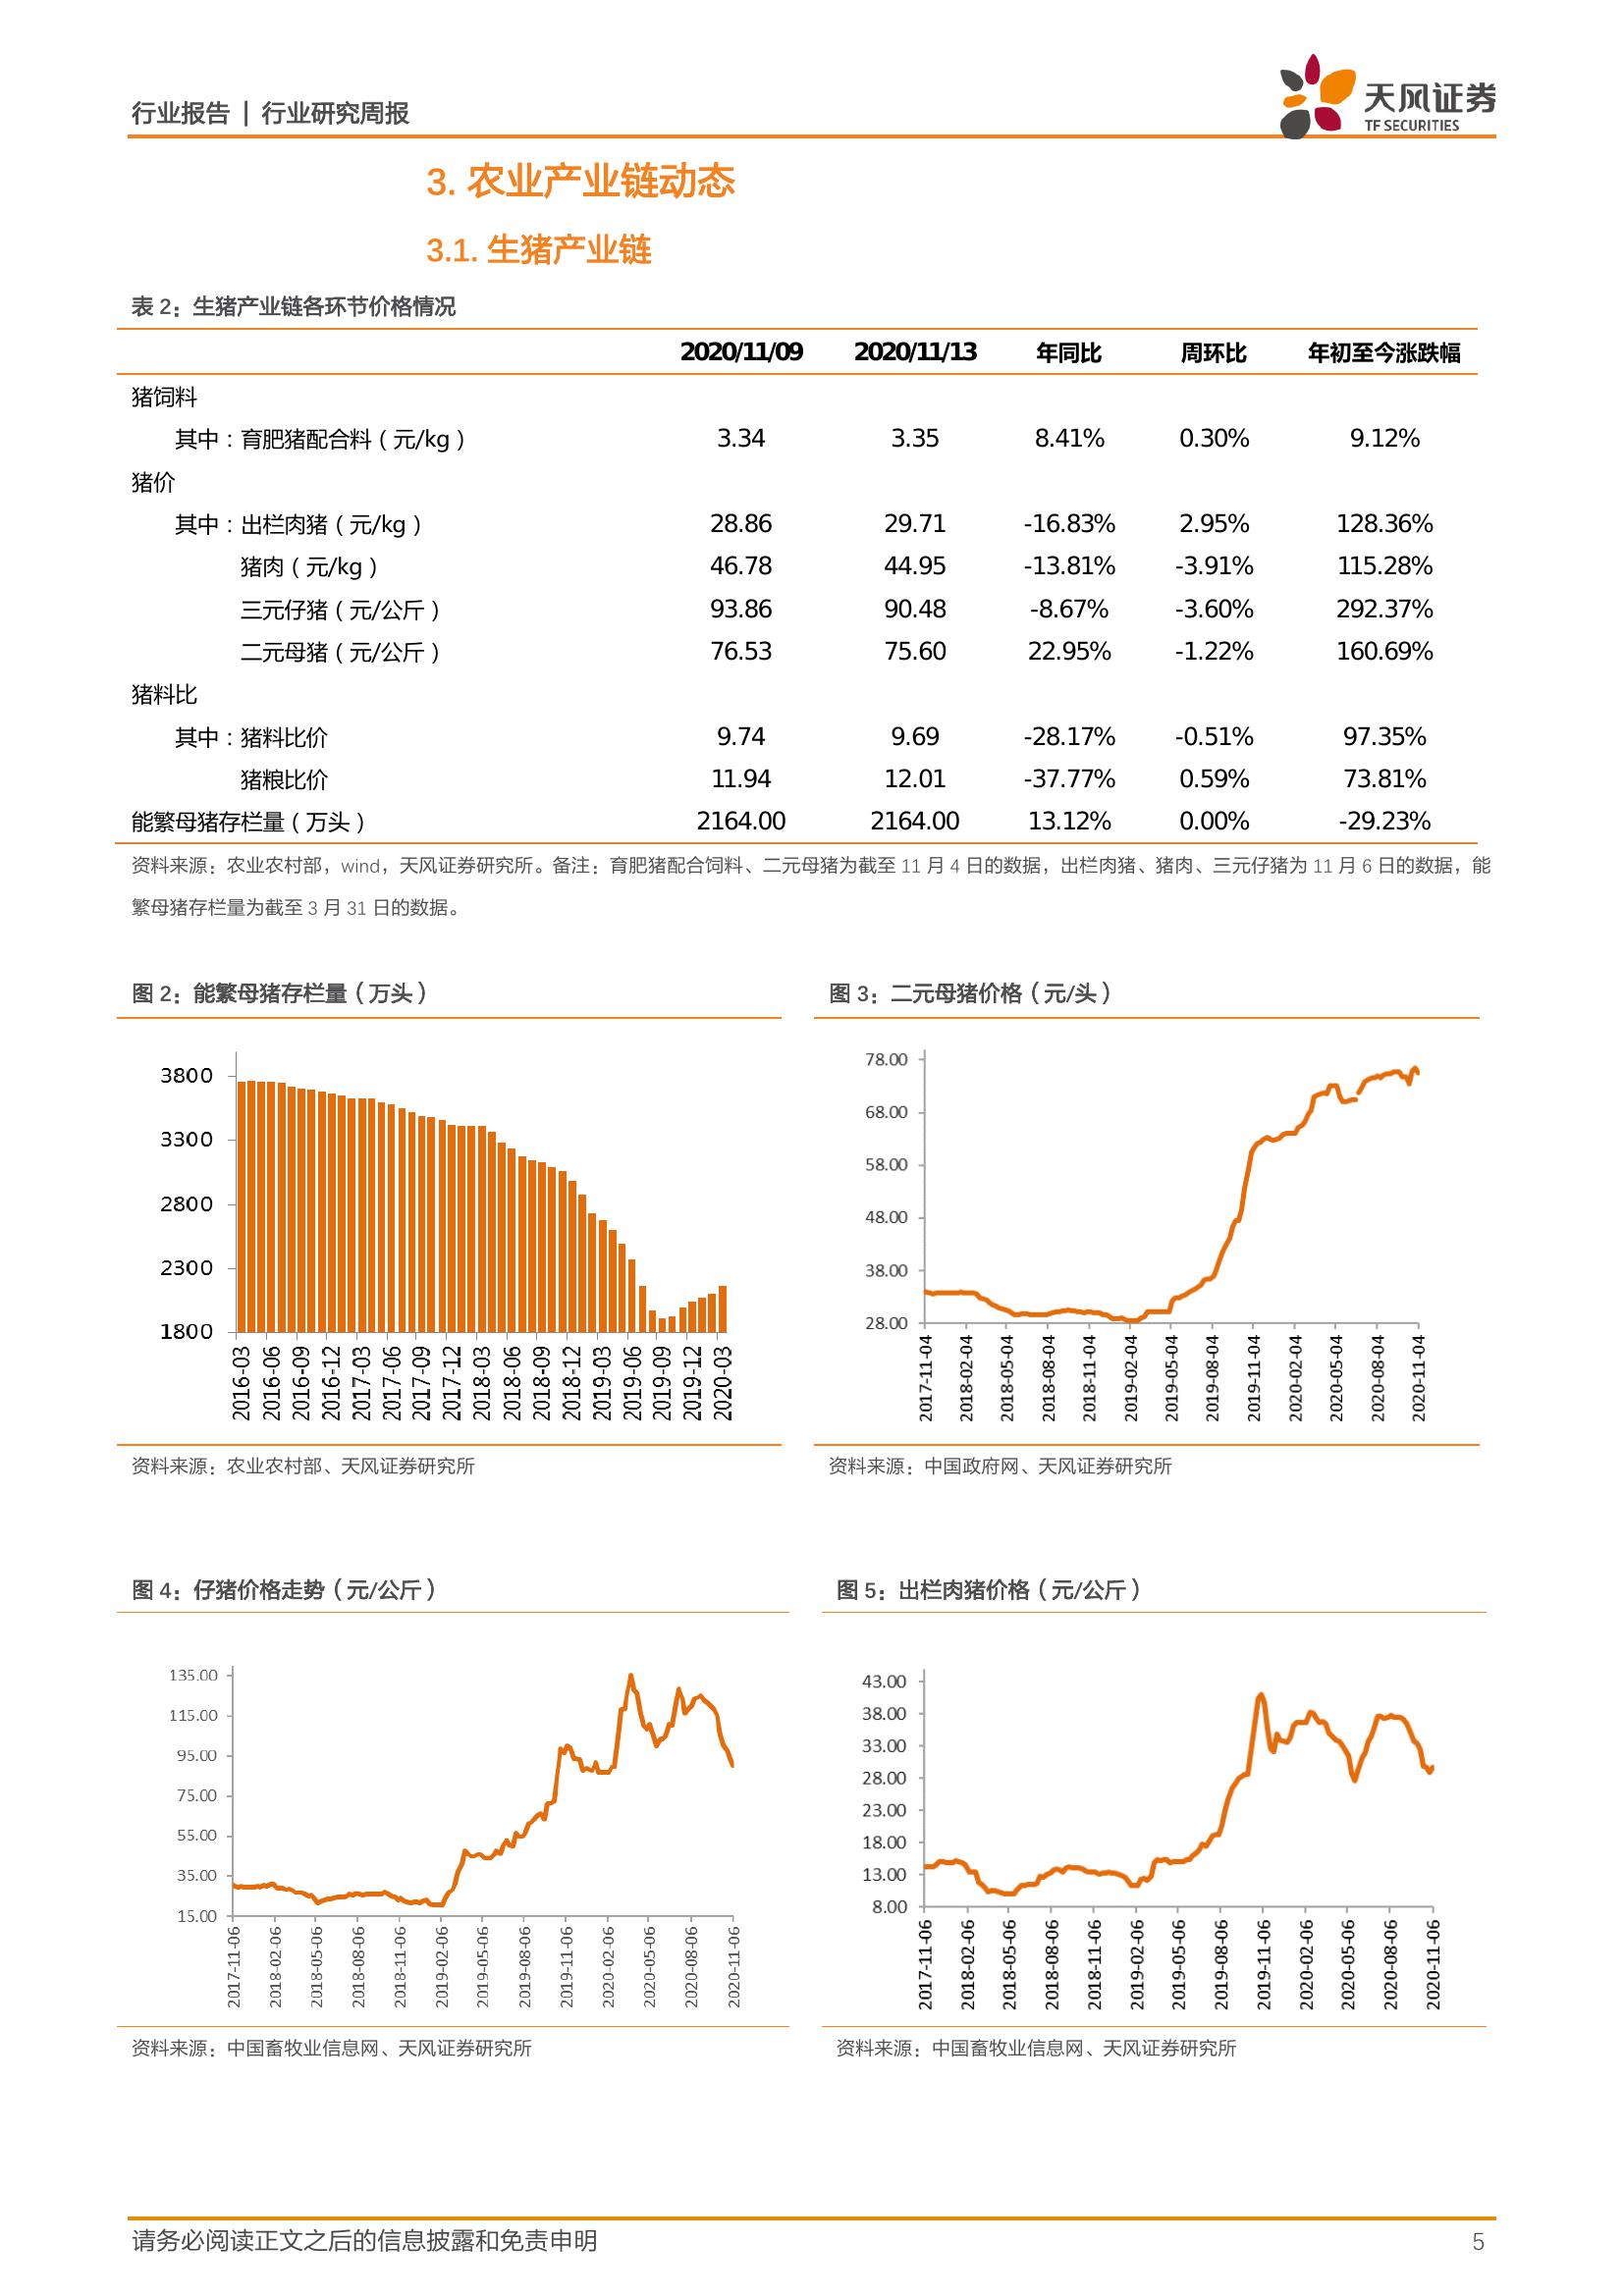 行业报告 | 行业研究周报
天风证券
TF SECURITIES
3. 农业产业链动态
3.1. 生猪产业链
表 2：生猪产业链各环节价格情况
2020/11/09 2020/11/13 年同比 周环比 年初至今涨跌幅
猪饲料
其中：育肥猪配合料（元/kg） 3.34 3.35 8.41% 0.30% 9.12%
猪价
其中：出栏肉猪（元/kg） 28.86 29.71 -16.83% 2.95% 128.36%
猪肉（元/kg） 46.78 44.95 -13.81% -3.91% 115.28%
三元仔猪（元/公斤） 93.86 90.48 -8.67% -3.60% 292.37%
二元母猪（元/公斤） 76.53 75.60 22.95% -1.22% 160.69%
猪料比
其中：猪料比价 9.74 9.69 -28.17% -0.51% 97.35%
猪粮比价 11.94 12.01 -37.77% 0.59% 73.81%
能繁母猪存栏量（万头） 2164.00 2164.00 13.12% 0.00% -29.23%
资料来源：农业农村部，wind，天风证券研究所。备注：育肥猪配合饲料、二元母猪为截至 11 月 4 日的数据，出栏肉猪、猪肉、三元仔猪为 11 月 6 日的数据，能
繁母猪存栏量为截至 3 月 31 日的数据。
图 2：能繁母猪存栏量（万头）
3800
3300
2800
2300
1800
2016-03 2016-06 2016-09 2016-12 2017-03 2017-06 2017-09 2017-12 2018-03 2018-06 2018-09 2018-12 2019-03 2019-06 2019-09 2019-12 2020-03
资料来源：农业农村部、天风证券研究所
图 3：二元母猪价格（元/头）
78.00
68.00
58.00
48.00
38.00
28.00
2017-11-04 2018-02-04 2018-05-04 2018-08-04 2018-11-04 2019-02-04 2019-05-04 2019-08-04 2019-11-04 2020-02-04 2020-05-04 2020-08-04 2020-11-04
资料来源：中国政府网、天风证券研究所
图 4：仔猪价格走势（元/公斤）
135.00
115.00
95.00
75.00
55.00
35.00
15.00
2017-11-06 2018-02-06 2018-05-06 2018-08-06 2018-11-06 2019-02-06 2019-05-06 2019-08-06 2019-11-06 2020-02-06 2020-05-06 2020-08-06 2020-11-06
资料来源：中国畜牧业信息网、天风证券研究所
图 5：出栏肉猪价格（元/公斤）
43.00
38.00
33.00
28.00
23.00
18.00
13.00
8.00
2017-11-06 2018-02-06 2018-05-06 2018-08-06 2018-11-06 2019-02-06 2019-05-06 2019-08-06 2019-11-06 2020-02-06 2020-05-06 2020-08-06 2020-11-06
资料来源：中国畜牧业信息网、天风证券研究所
请务必阅读正文之后的信息披露和免责申明 5